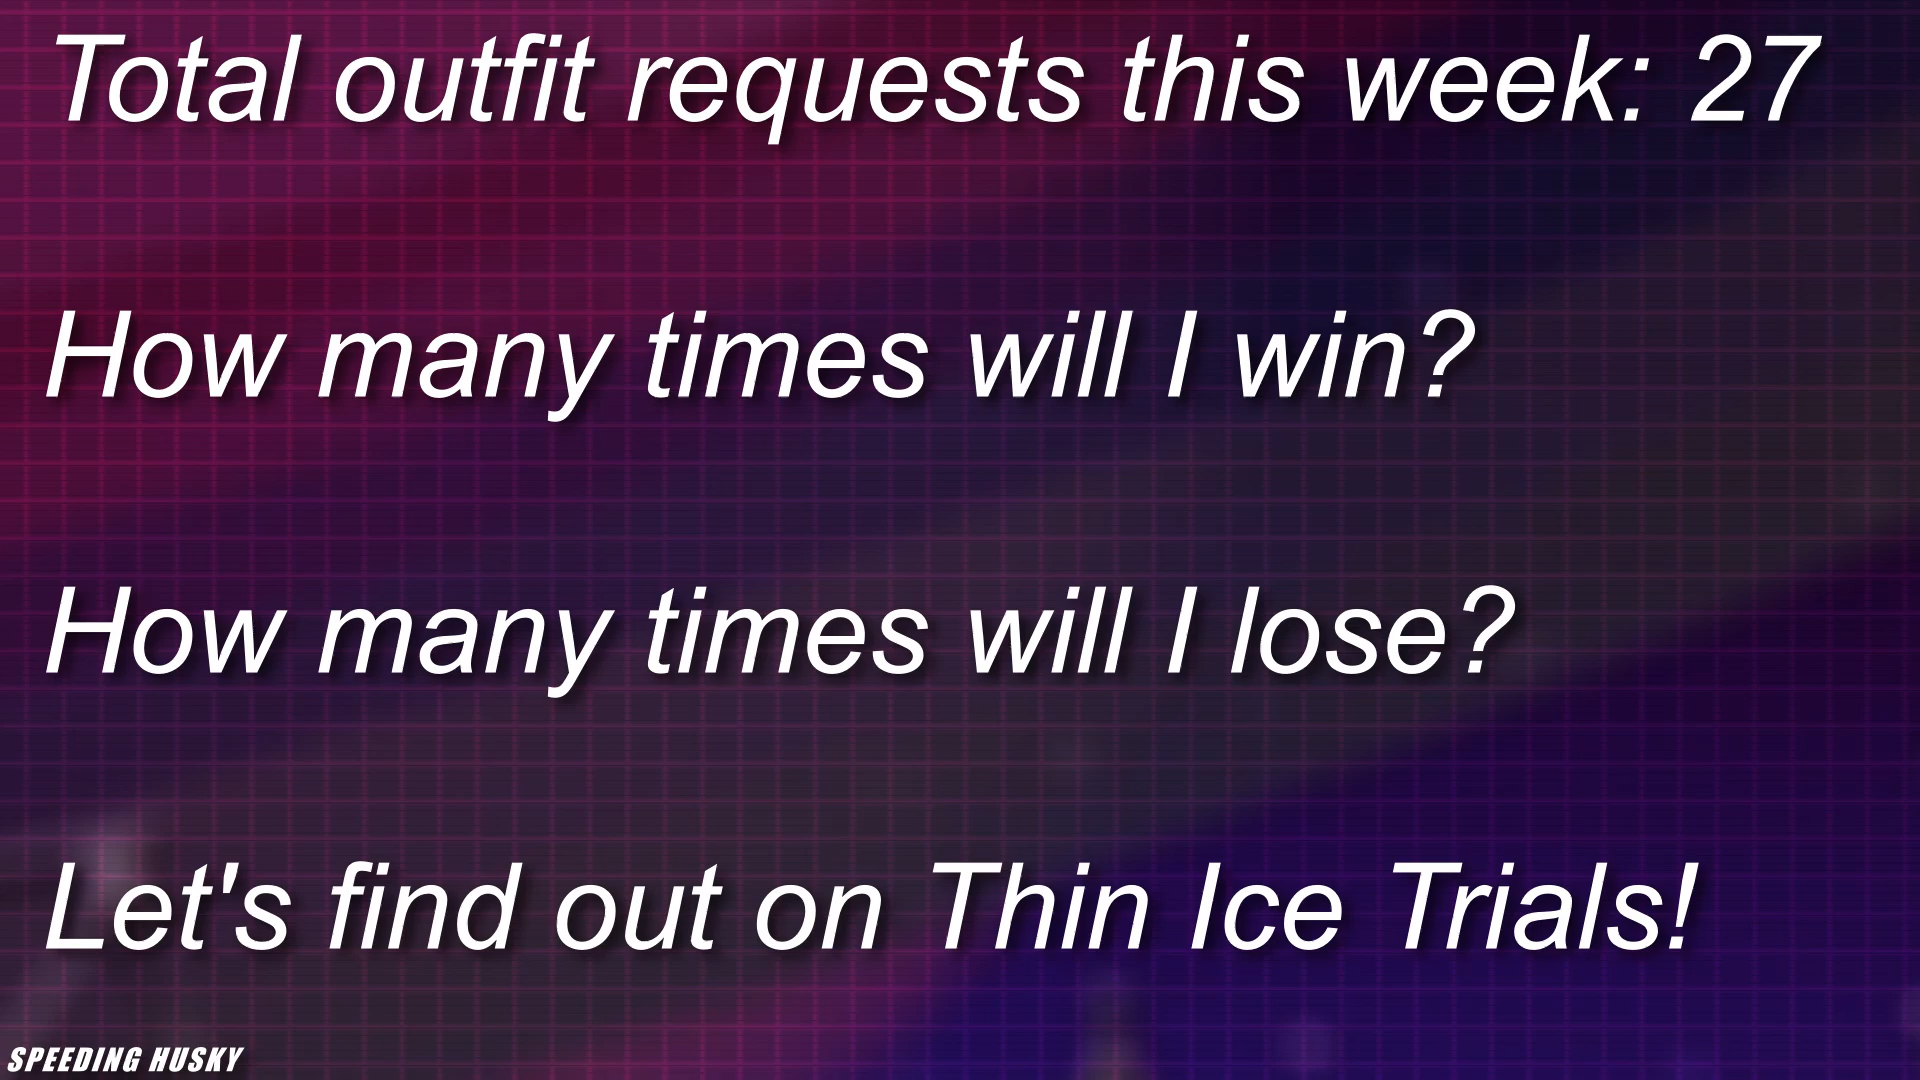 Total outfit requests this week: 27
How many times will I win?
How many times will I lose?
Let's find out on Thin Ice Trials!
SPEEDING HUSKY